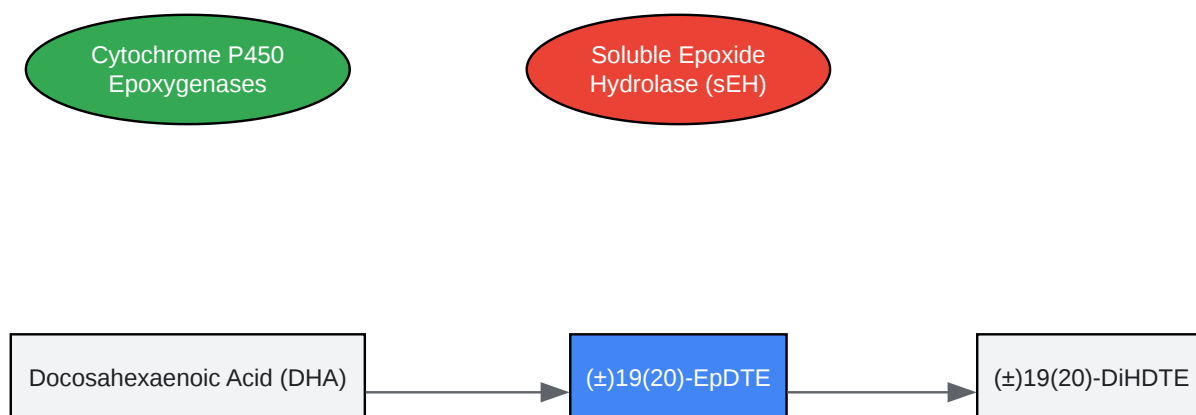 Cytochrome P450
Epoxygenases
Soluble Epoxide
Hydrolase (sEH)
Docosahexaenoic Acid (DHA)
(±)19(20)-EpDTE
(±)19(20)-DiHDTE